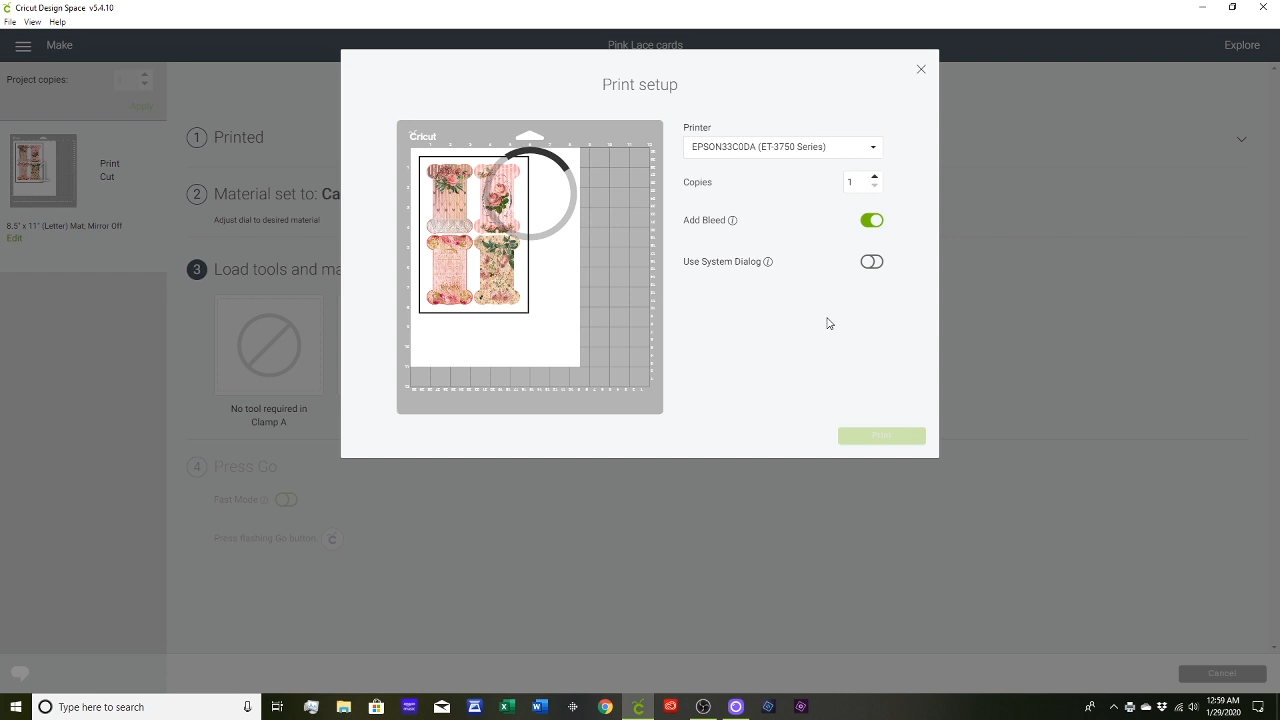 Cricut Design Space v5.4.10
File View Help
Make
Pink Lace cards
Explore
Project copies:
Apply
Print
Cut
8.5" x 11" (Letter) Mat: Mirror Off
Edit
1 Printed
2 Material set to: Ca
Adjust dial to desired material
3 Load tools and ma
No tool required in
Clamp A
4 Press Go
Fast Mode
Press flashing Go button
Print setup
Cricut
Printer
EPSON33C0DA (ET-3750 Series)
Copies
1
Add Bleed
Use System Dialog
Print
Cancel
Type here to search
12:59 AM
1/29/2020